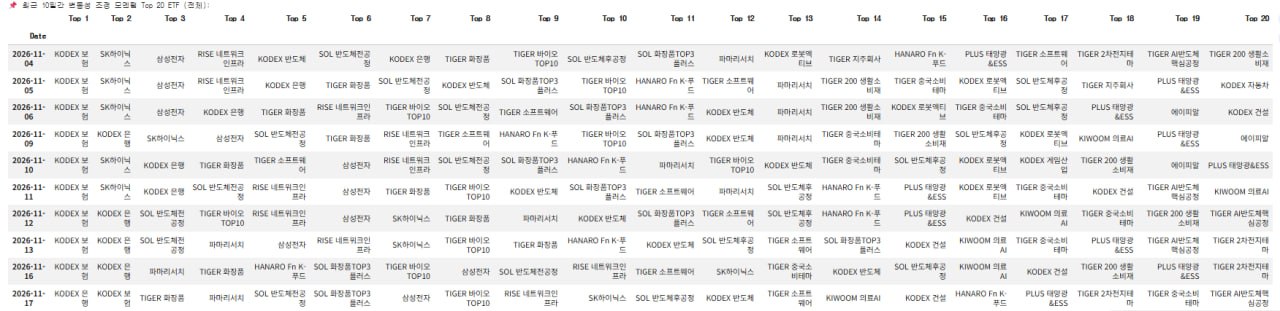 📌 최근 10일간 변동성 조정 모멘텀 Top 20 ETF (전체):
Top 1 Top 2 Top 3 Top 4 Top 5 Top 6 Top 7 Top 8 Top 9 Top 10 Top 11 Top 12 Top 13 Top 14 Top 15 Top 16 Top 17 Top 18 Top 19 Top 20
Date
2026-11-04 KODEX 보험 SK하이닉스 삼성전자 RISE 네트워크인프라 KODEX 반도체 SOL 반도체전공정 KODEX 은행 TIGER 화장품 TIGER 바이오TOP10 SOL 반도체후공정 SOL 화장품TOP3플러스 파마리서치 KODEX 로봇액티브 TIGER 지주회사 HANARO Fn K-푸드 PLUS 태양광&ESS TIGER 소프트웨어 TIGER 2차전지테마 TIGER AI반도체핵심공정 TIGER 200 생활소비재
2026-11-05 KODEX 보험 SK하이닉스 삼성전자 RISE 네트워크인프라 KODEX 은행 TIGER 화장품 SOL 반도체전공정 KODEX 반도체 SOL 화장품TOP3플러스 TIGER 바이오TOP10 HANARO Fn K-푸드 TIGER 소프트웨어 파마리서치 TIGER 200 생활소비재 TIGER 중국소비테마 KODEX 로봇액티브 SOL 반도체후공정 TIGER 지주회사 PLUS 태양광&ESS KODEX 자동차
2026-11-06 KODEX 보험 SK하이닉스 삼성전자 KODEX 은행 TIGER 화장품 RISE 네트워크인프라 TIGER 바이오TOP10 SOL 반도체전공정 TIGER 소프트웨어 SOL 화장품TOP3플러스 HANARO Fn K-푸드 KODEX 반도체 파마리서치 TIGER 200 생활소비재 KODEX 로봇액티브 TIGER 중국소비테마 SOL 반도체후공정 PLUS 태양광&ESS 에이피알 KODEX 건설
2026-11-09 KODEX 보험 KODEX 은행 SK하이닉스 삼성전자 SOL 반도체전공정 TIGER 화장품 RISE 네트워크인프라 TIGER 소프트웨어 HANARO Fn K-푸드 TIGER 바이오TOP10 SOL 화장품TOP3플러스 KODEX 반도체 파마리서치 TIGER 중국소비테마 TIGER 200 생활소비재 SOL 반도체후공정 KODEX 로봇액티브 KIWOOM 의료AI PLUS 태양광&ESS 에이피알
2026-11-10 KODEX 보험 SK하이닉스 KODEX 은행 TIGER 화장품 TIGER 소프트웨어 삼성전자 RISE 네트워크인프라 SOL 반도체전공정 SOL 화장품TOP3플러스 HANARO Fn K-푸드 파마리서치 TIGER 바이오TOP10 KODEX 반도체 TIGER 중국소비테마 SOL 반도체후공정 KODEX 로봇액티브 KODEX 게임산업 TIGER 200 생활소비재 에이피알 PLUS 태양광&ESS
2026-11-11 KODEX 보험 SK하이닉스 KODEX 은행 SOL 반도체전공정 RISE 네트워크인프라 삼성전자 TIGER 화장품 TIGER 바이오TOP10 KODEX 반도체 SOL 화장품TOP3플러스 TIGER 소프트웨어 파마리서치 SOL 반도체후공정 HANARO Fn K-푸드 PLUS 태양광&ESS KODEX 로봇액티브 TIGER 중국소비테마 KODEX 건설 TIGER 200 생활소비재 KIWOOM 의료AI
2026-11-12 KODEX 보험 KODEX 은행 SOL 반도체전공정 TIGER 바이오TOP10 RISE 네트워크인프라 삼성전자 SK하이닉스 TIGER 화장품 파마리서치 KODEX 반도체 SOL 화장품TOP3플러스 TIGER 소프트웨어 SOL 반도체후공정 HANARO Fn K-푸드 PLUS 태양광&ESS KODEX 건설 KIWOOM 의료AI TIGER 중국소비테마 TIGER 200 생활소비재 TIGER AI반도체핵심공정
2026-11-13 KODEX 보험 KODEX 은행 SOL 반도체전공정 파마리서치 삼성전자 RISE 네트워크인프라 SK하이닉스 TIGER 바이오TOP10 TIGER 화장품 HANARO Fn K-푸드 KODEX 반도체 SOL 반도체후공정 TIGER 소프트웨어 SOL 화장품TOP3플러스 KODEX 건설 KIWOOM 의료AI TIGER 중국소비테마 PLUS 태양광&ESS TIGER AI반도체핵심공정 TIGER 2차전지테마
2026-11-16 KODEX 보험 KODEX 은행 파마리서치 TIGER 화장품 HANARO Fn K-푸드 SOL 화장품TOP3플러스 TIGER 바이오TOP10 삼성전자 SOL 반도체전공정 RISE 네트워크인프라 TIGER 소프트웨어 SK하이닉스 TIGER 중국소비테마 KODEX 반도체 SOL 반도체후공정 KIWOOM 의료AI KODEX 건설 TIGER 200 생활소비재 PLUS 태양광&ESS TIGER 2차전지테마
2026-11-17 KODEX 은행 KODEX 보험 TIGER 화장품 파마리서치 SOL 반도체전공정 SOL 화장품TOP3플러스 삼성전자 TIGER 바이오TOP10 RISE 네트워크인프라 SK하이닉스 SOL 반도체후공정 KODEX 반도체 TIGER 소프트웨어 KIWOOM 의료AI KODEX 건설 HANARO Fn K-푸드 PLUS 태양광&ESS TIGER 2차전지테마 TIGER 중국소비테마 TIGER AI반도체핵심공정